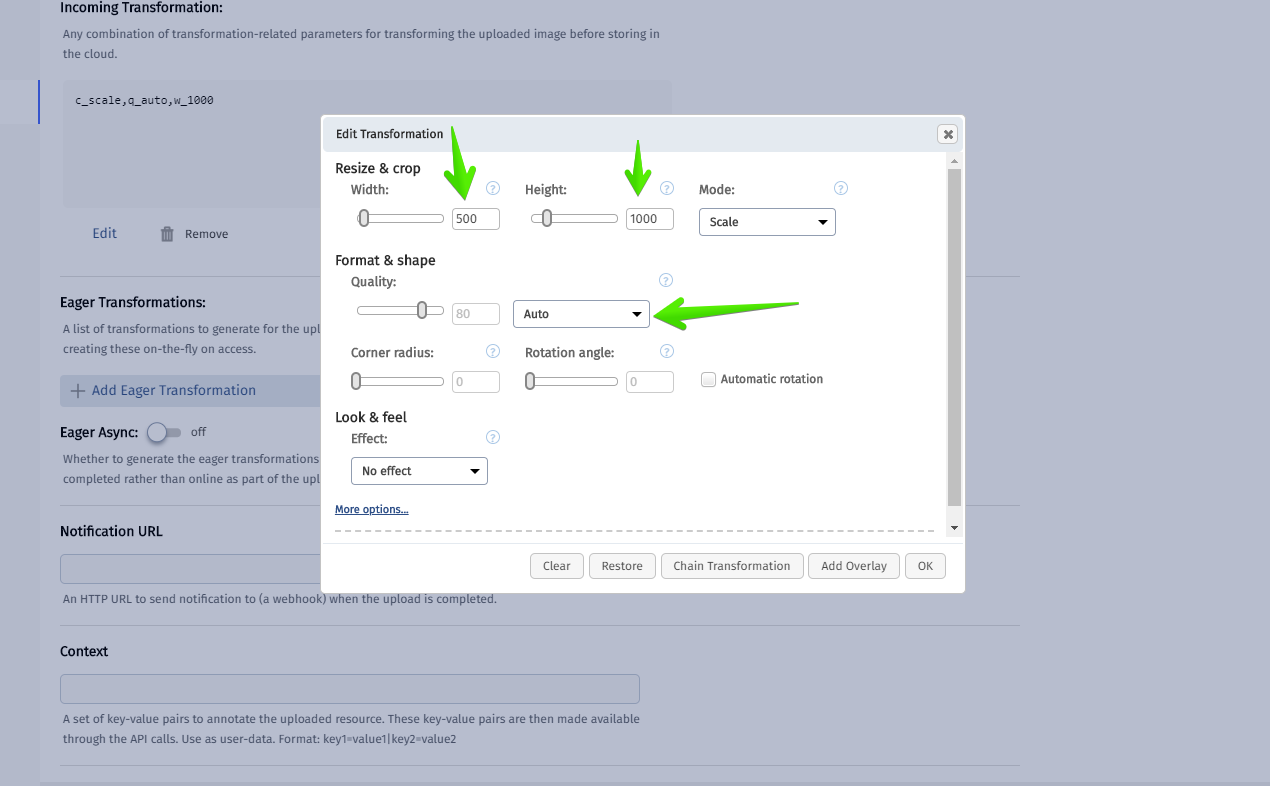 Incoming Transformation:
Any combination of transformation-related parameters for transforming the uploaded image before storing in
the cloud.
c_scale,q_auto,w_1000
Edit
Remove
Edit Transformation
Resize & crop
Width:
?
Height:
?
Mode:
?
500
1000
Scale
Format & shape
Quality:
?
80
Auto
Corner radius:
?
Rotation angle:
?
0
0
Automatic rotation
Look & feel
Effect:
?
No effect
More options...
Clear
Restore
Chain Transformation
Add Overlay
OK
Eager Transformations:
A list of transformations to generate for the upl
creating these on-the-fly on access.
Add Eager Transformation
Eager Async:
off
Whether to generate the eager transformations
completed rather than online as part of the upl
Notification URL
An HTTP URL to send notification to (a webhook) when the upload is completed.
Context
A set of key-value pairs to annotate the uploaded resource. These key-value pairs are then made available
through the API calls. Use as user-data. Format: key1=value1|key2=value2